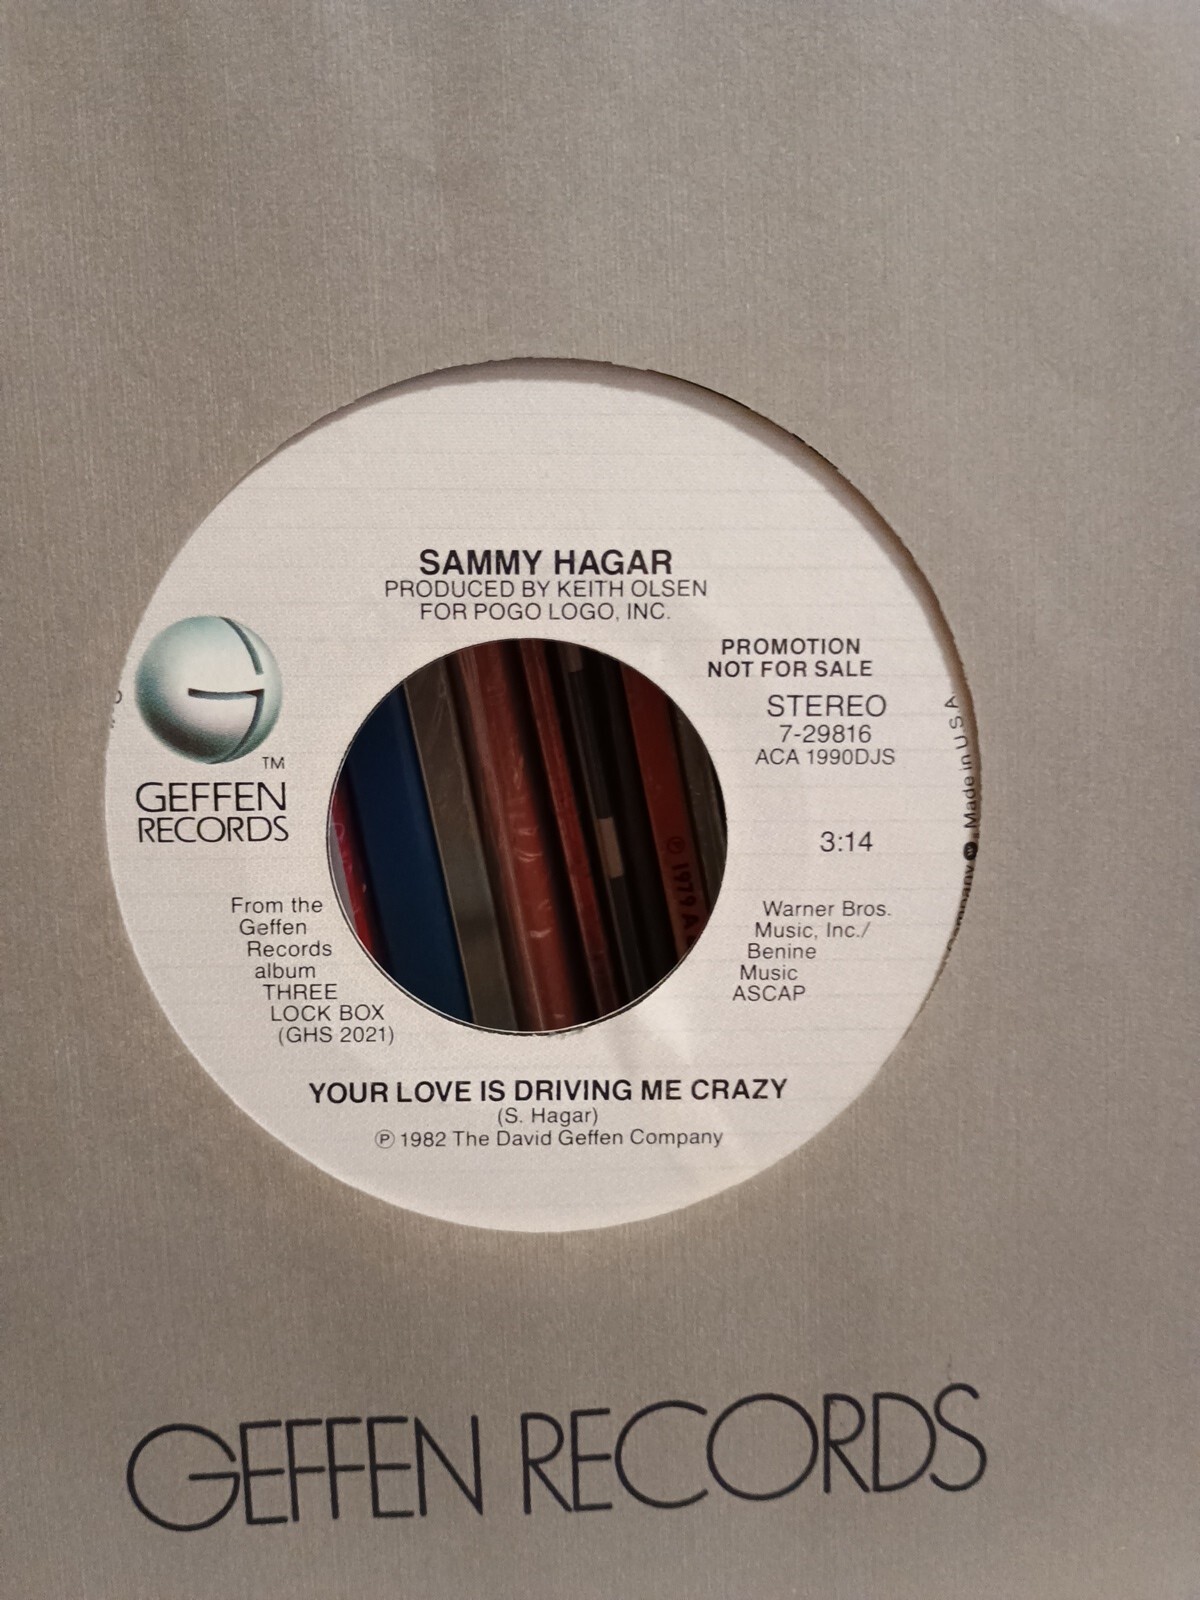 SAMMY HAGAR
PRODUCED BY KEITH OLSEN
FOR POGO LOGO, INC.
PROMOTION
NOT FOR SALE
STEREO
7-29816
ACA 1990DJS
3:14
TM
GEFFEN
RECORDS
From the
Geffen
Records
album
THREE
LOCK BOX
(GHS 2021)
Warner Bros.
Music, Inc./
Benine
Music
ASCAP
YOUR LOVE IS DRIVING ME CRAZY
(S. Hagar)
℗ 1982 The David Geffen Company
Made in U.S.A.
℗ 1979 A
GEFFEN RECORDS